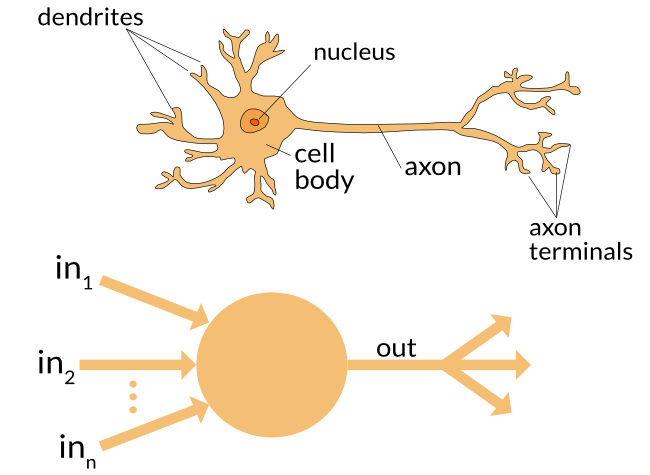 dendrites
nucleus
cell
body
axon
axon
terminals
in1
out
in2
inn